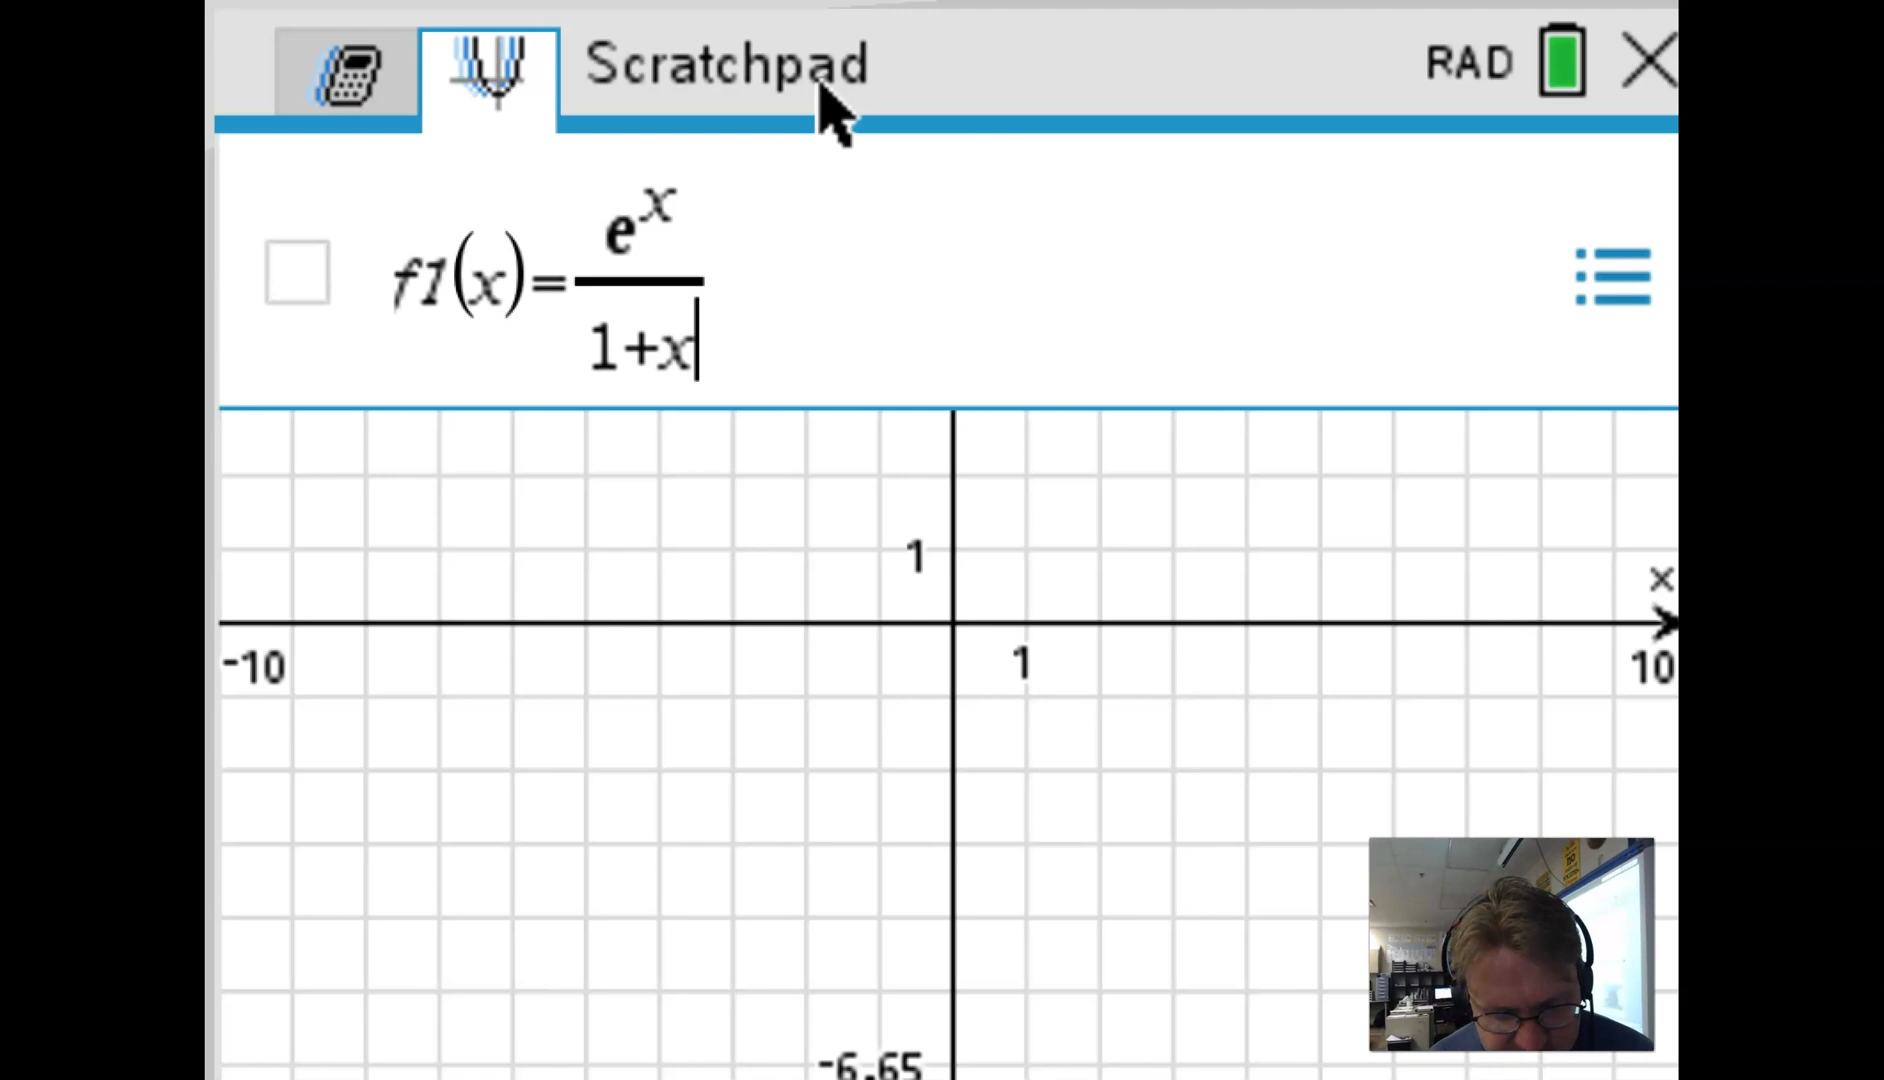 Scratchpad RAD
f1(x)=e^x/(1+x
1
x
-10 1 10
-6.65